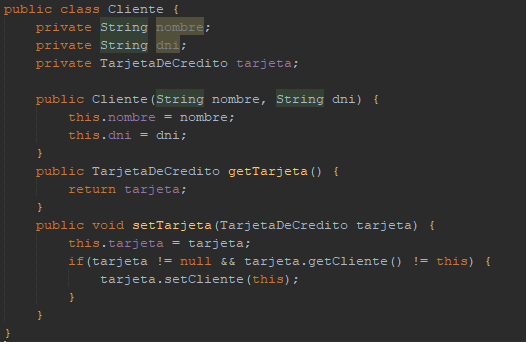 public class Cliente {
    private String nombre;
    private String dni;
    private TarjetaDeCredito tarjeta;

    public Cliente(String nombre, String dni) {
        this.nombre = nombre;
        this.dni = dni;
    }
    public TarjetaDeCredito getTarjeta() {
        return tarjeta;
    }
    public void setTarjeta(TarjetaDeCredito tarjeta) {
        this.tarjeta = tarjeta;
        if(tarjeta != null && tarjeta.getCliente() != this) {
            tarjeta.setCliente(this);
        }
    }
}